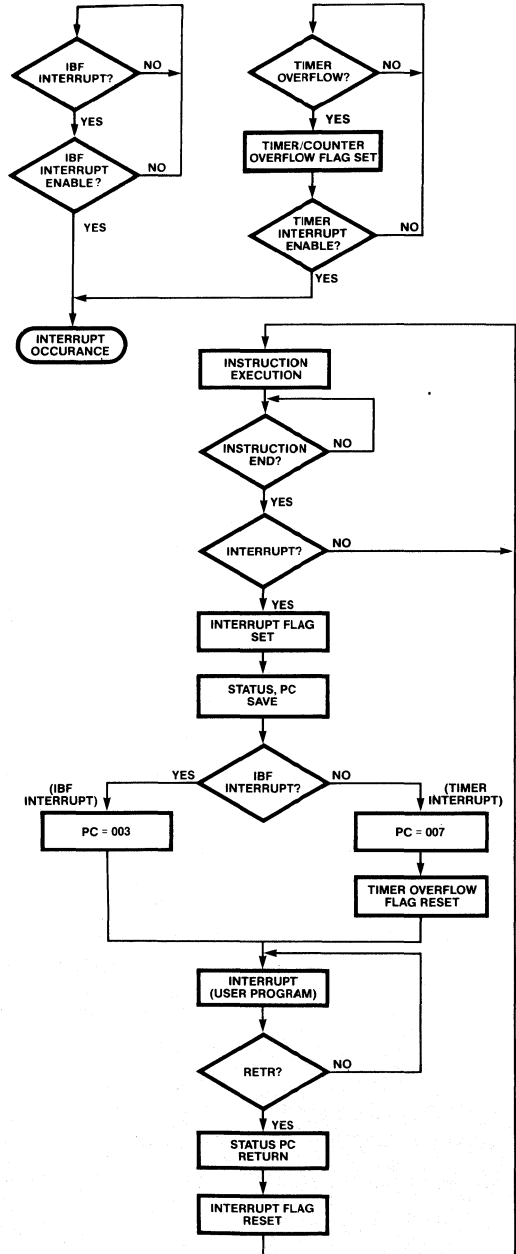 IBF
INTERRUPT?
NO
YES
IBF
INTERRUPT
ENABLE?
NO
YES
TIMER
OVERFLOW?
NO
YES
TIMER/COUNTER
OVERFLOW FLAG SET
TIMER
INTERRUPT
ENABLE?
NO
YES
INTERRUPT
OCCURANCE
INSTRUCTION
EXECUTION
INSTRUCTION
END?
NO
YES
INTERRUPT?
NO
YES
INTERRUPT FLAG
SET
STATUS, PC
SAVE
IBF
INTERRUPT?
YES
NO
(IBF
INTERRUPT)
PC = 003
(TIMER
INTERRUPT)
PC = 007
TIMER OVERFLOW
FLAG RESET
INTERRUPT
(USER PROGRAM)
RETR?
NO
YES
STATUS PC
RETURN
INTERRUPT FLAG
RESET